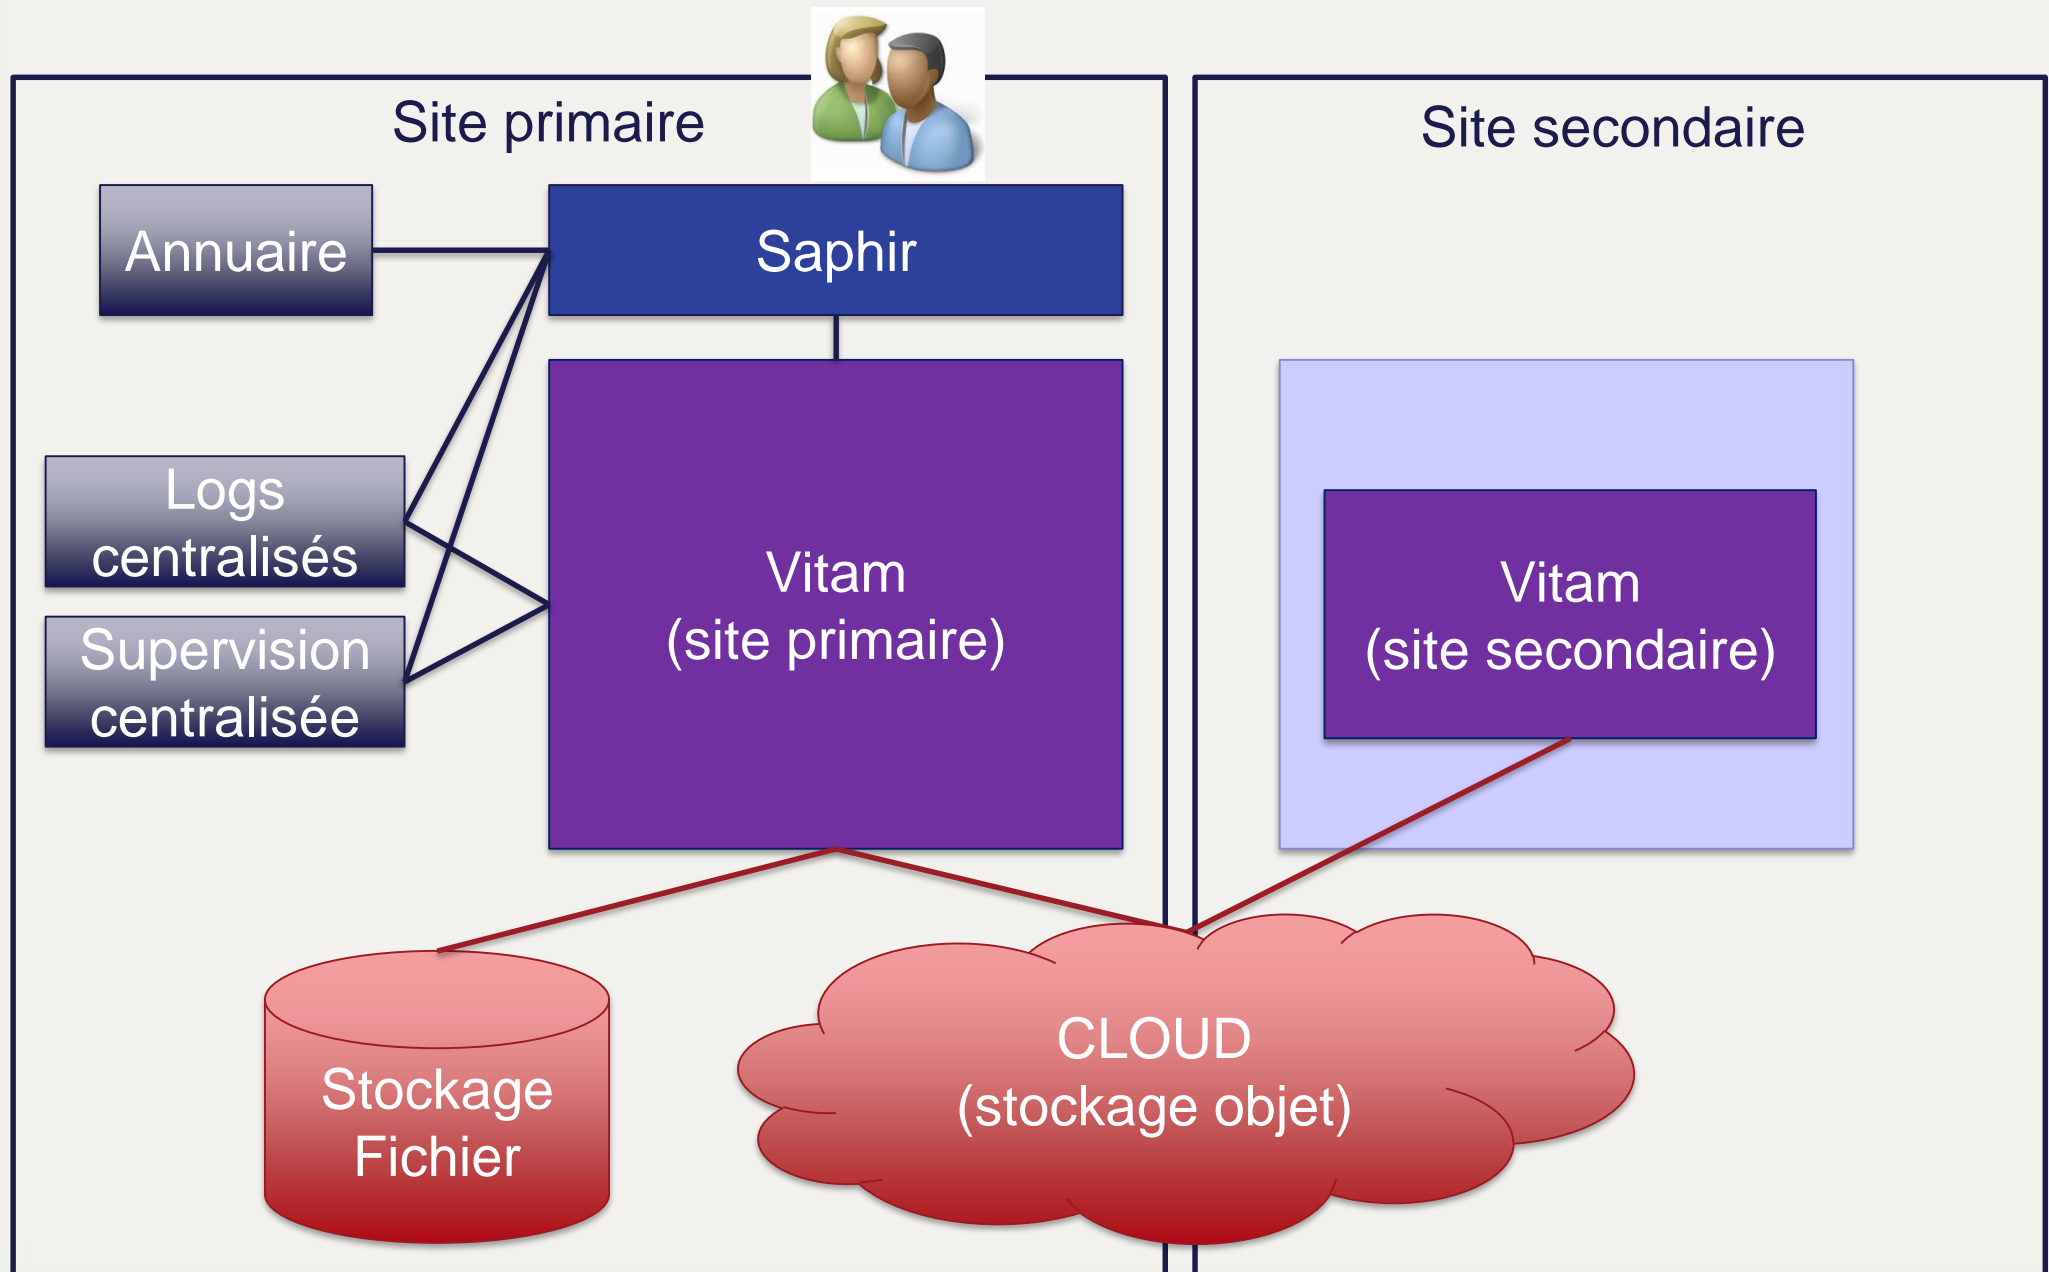 Site primaire
Site secondaire
Annuaire
Saphir
Logs
centralisés
Supervision
centralisée
Vitam
(site primaire)
Vitam
(site secondaire)
Stockage
Fichier
CLOUD
(stockage objet)